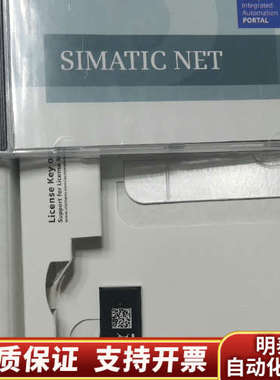 Integrated
Automation
PORTAL
SIMATIC NET
License Key o
Support for License K
质保证 支持开票
明
自动化